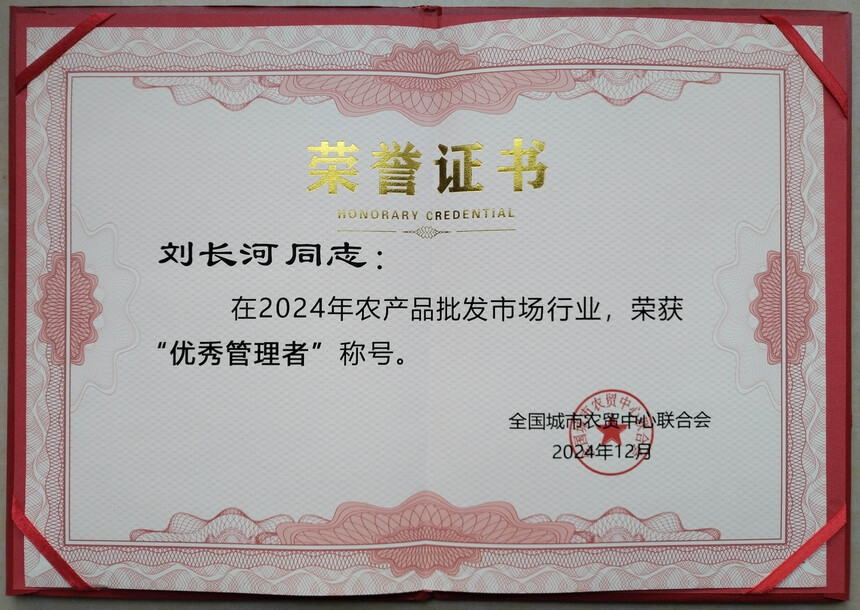 荣誉证书
HONORARY CREDENTIAL
刘长河同志：
在2024年农产品批发市场行业，荣获
“优秀管理者”称号。
全国城市农贸中心联合会
2024年12月